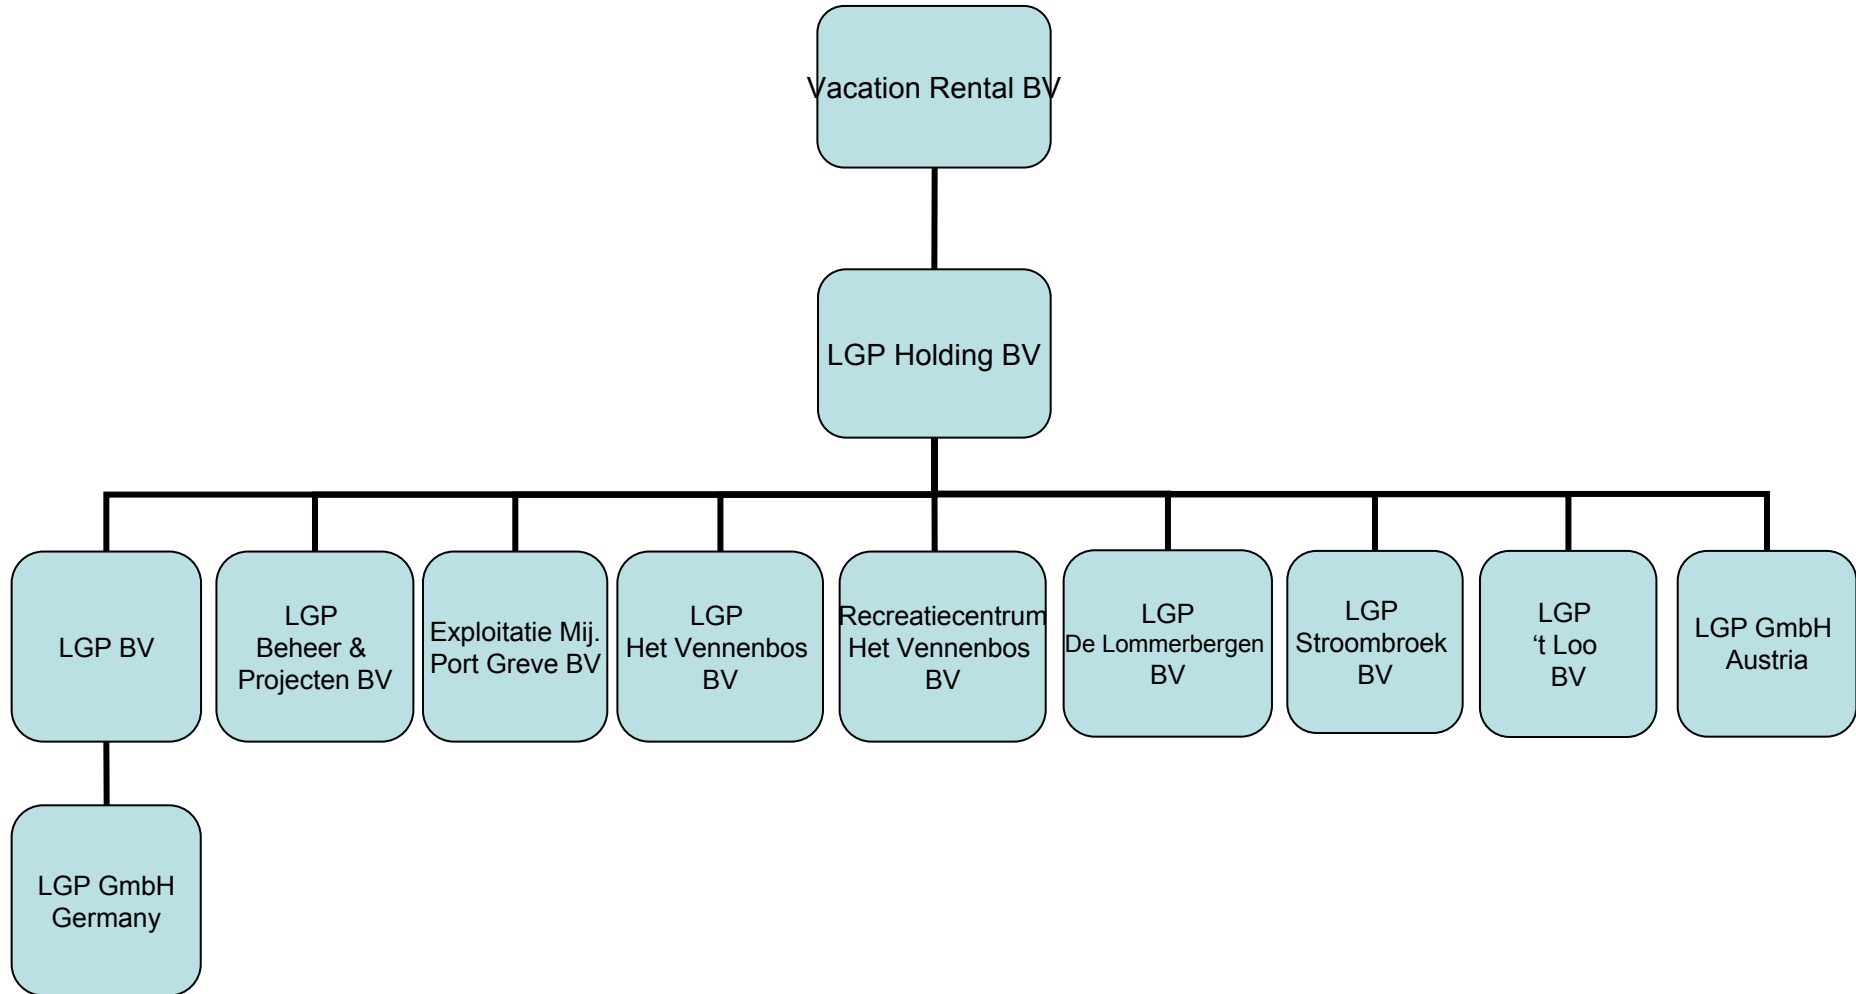 Vacation Rental BV
LGP Holding BV
LGP BV
LGP
Beheer &
Projecten BV
Exploitatie Mij.
Port Greve BV
LGP
Het Vennenbos
BV
Recreatiecentrum
Het Vennenbos
BV
LGP
De Lommerbergen
BV
LGP
Stroombroek
BV
LGP
‘t Loo
BV
LGP GmbH
Austria
LGP GmbH
Germany